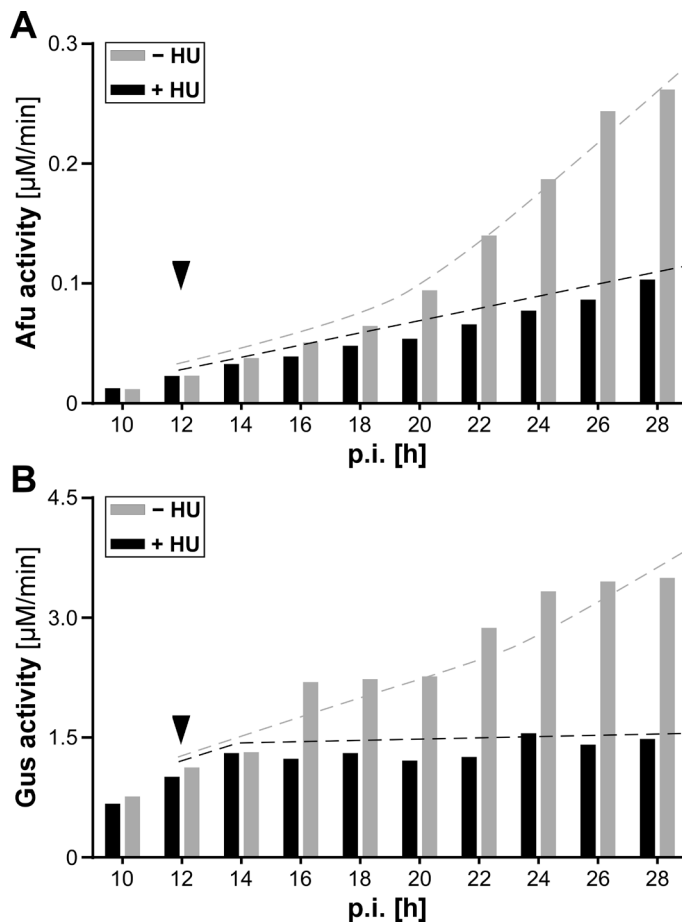 A
0.3
– HU
+ HU
0.2
0.1
0
Afu activity [µM/min]
10 12 14 16 18 20 22 24 26 28
p.i. [h]
B
4.5
– HU
+ HU
3.0
1.5
0
Gus activity [µM/min]
10 12 14 16 18 20 22 24 26 28
p.i. [h]